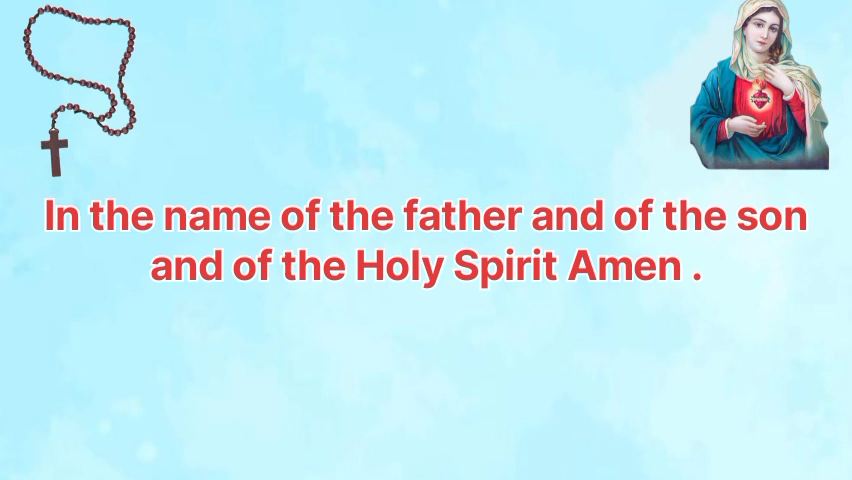 In the name of the father and of the son
and of the Holy Spirit Amen .